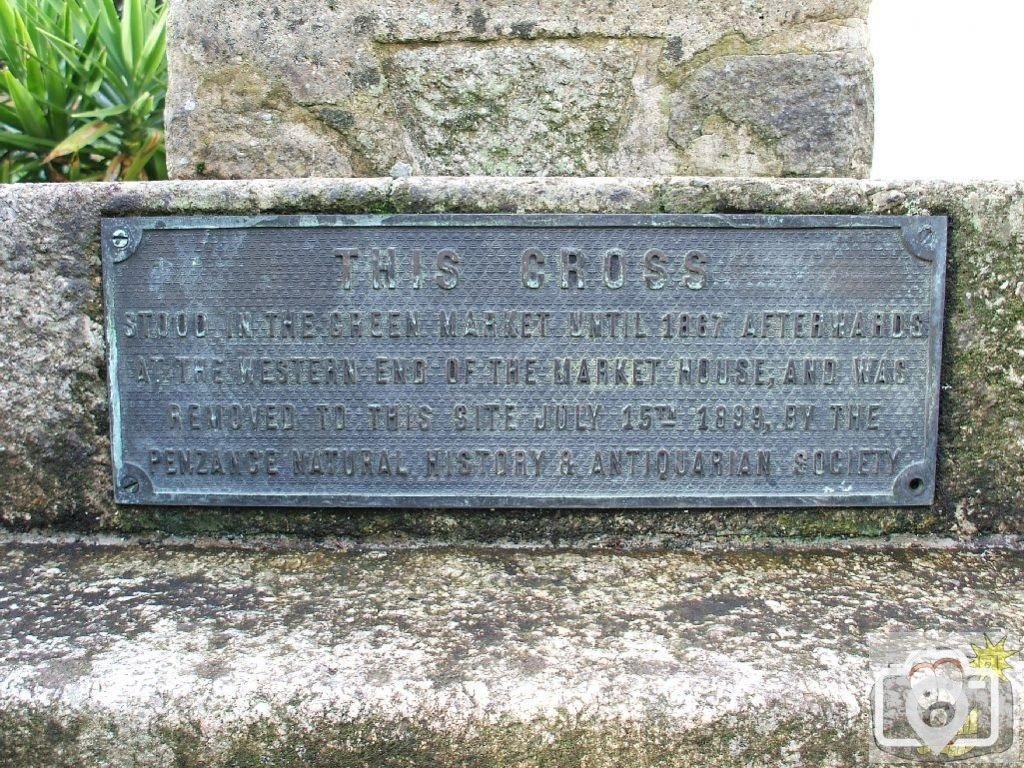 THIS CROSS
STOOD IN THE GREEN MARKET UNTIL 1867 AFTERWARDS
AT THE WESTERN END OF THE MARKET HOUSE, AND WAS
REMOVED TO THIS SITE JULY 15TH 1899, BY THE
PENZANCE NATURAL HISTORY & ANTIQUARIAN SOCIETY